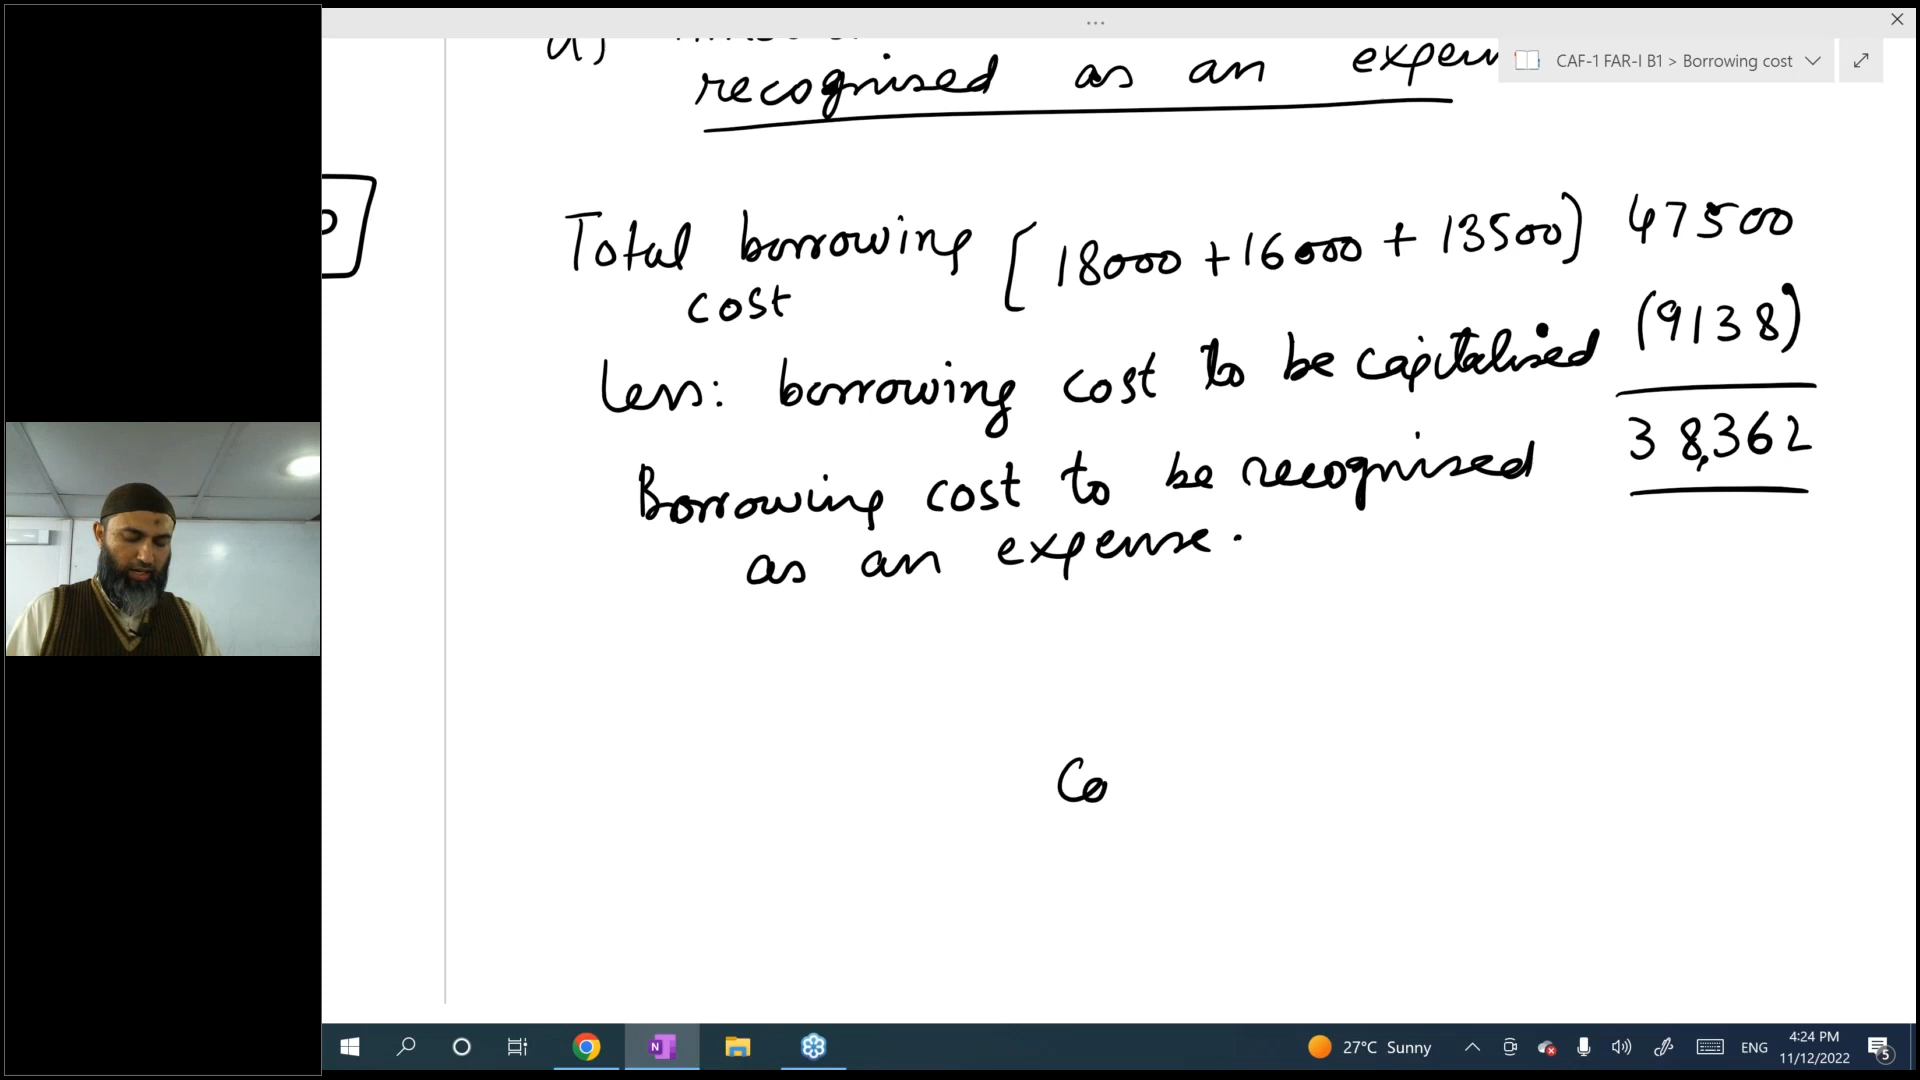 CAF-1 FAR-I B1 > Borrowing cost
d)
recognised as an
Total borrowing [18000 + 16000 + 13500] 47500
cost
Less: borrowing cost to be capitalised (9138)
38,362
Borrowing cost to be recognised
as an expense.
Co
27°C Sunny
ENG
4:24 PM
11/12/2022
5